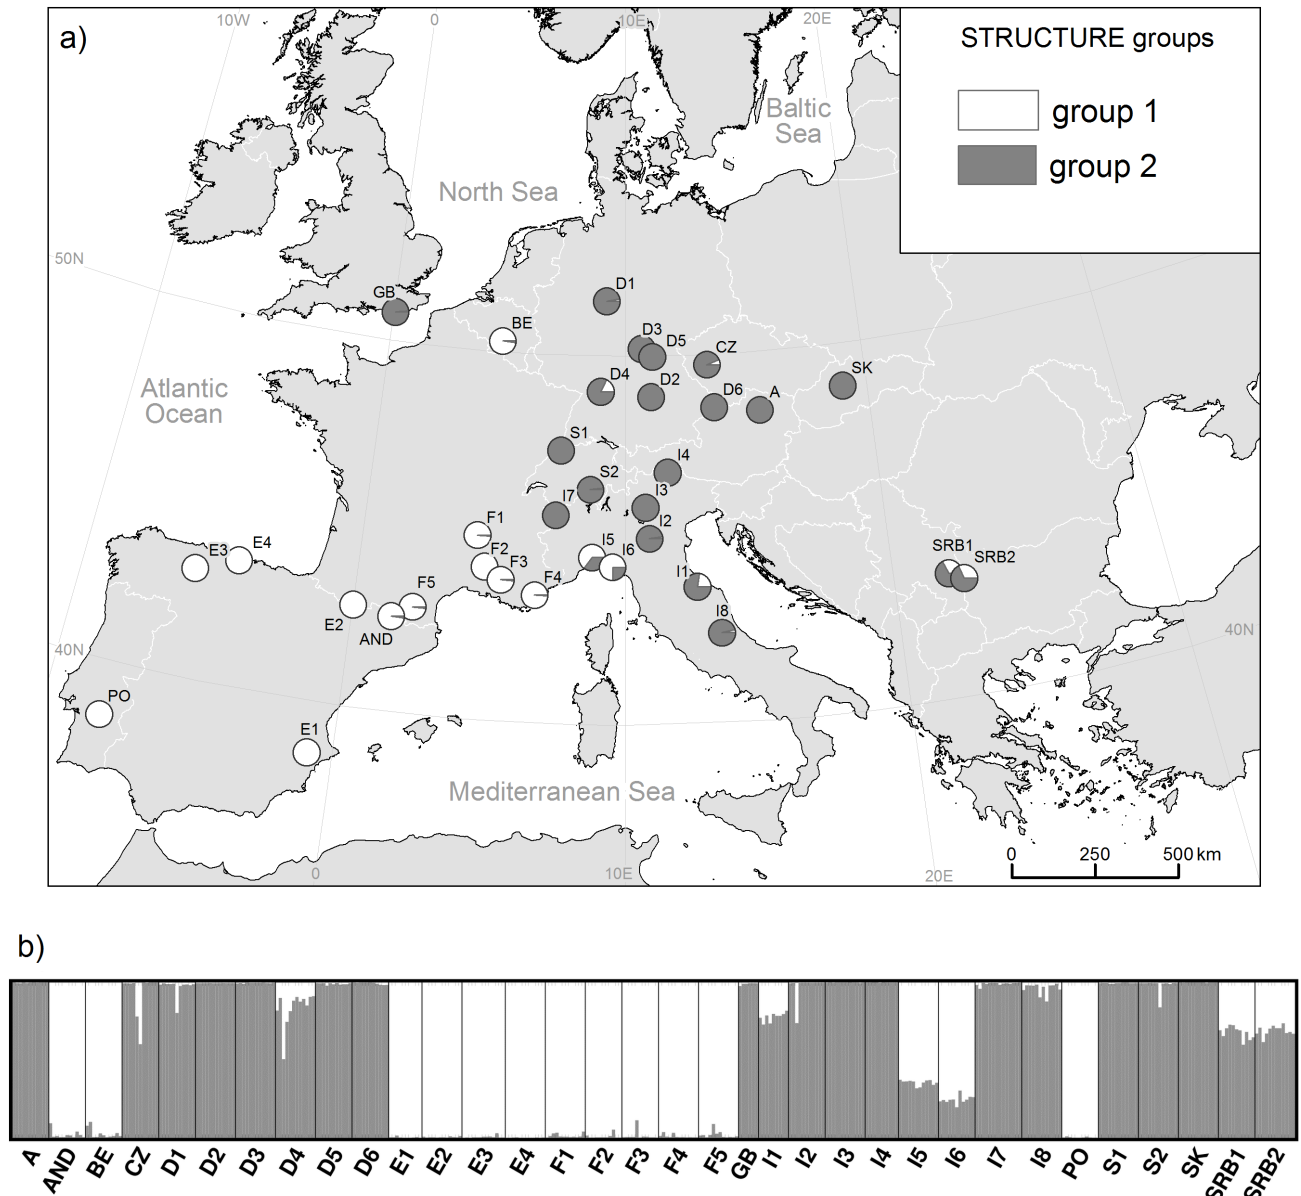 a)
10W
0
10E
20E
STRUCTURE groups
group 1
group 2
Baltic
Sea
North Sea
50N
GB
D1
BE
D3
D5
CZ
SK
D4
D2
D6
A
Atlantic
Ocean
S1
I4
S2
I3
I7
I2
F1
E3
E4
F2
F3
I5
I6
SRB1
SRB2
F5
F4
I1
E2
AND
I8
40N
40N
PO
E1
Mediterranean Sea
0
250
500 km
0
10E
20E
b)
A AND BE CZ D1 D2 D3 D4 D5 D6 E1 E2 E3 E4 F1 F2 F3 F4 F5 GB I1 I2 I3 I4 I5 I6 I7 I8 PO S1 S2 SK SRB1 SRB2